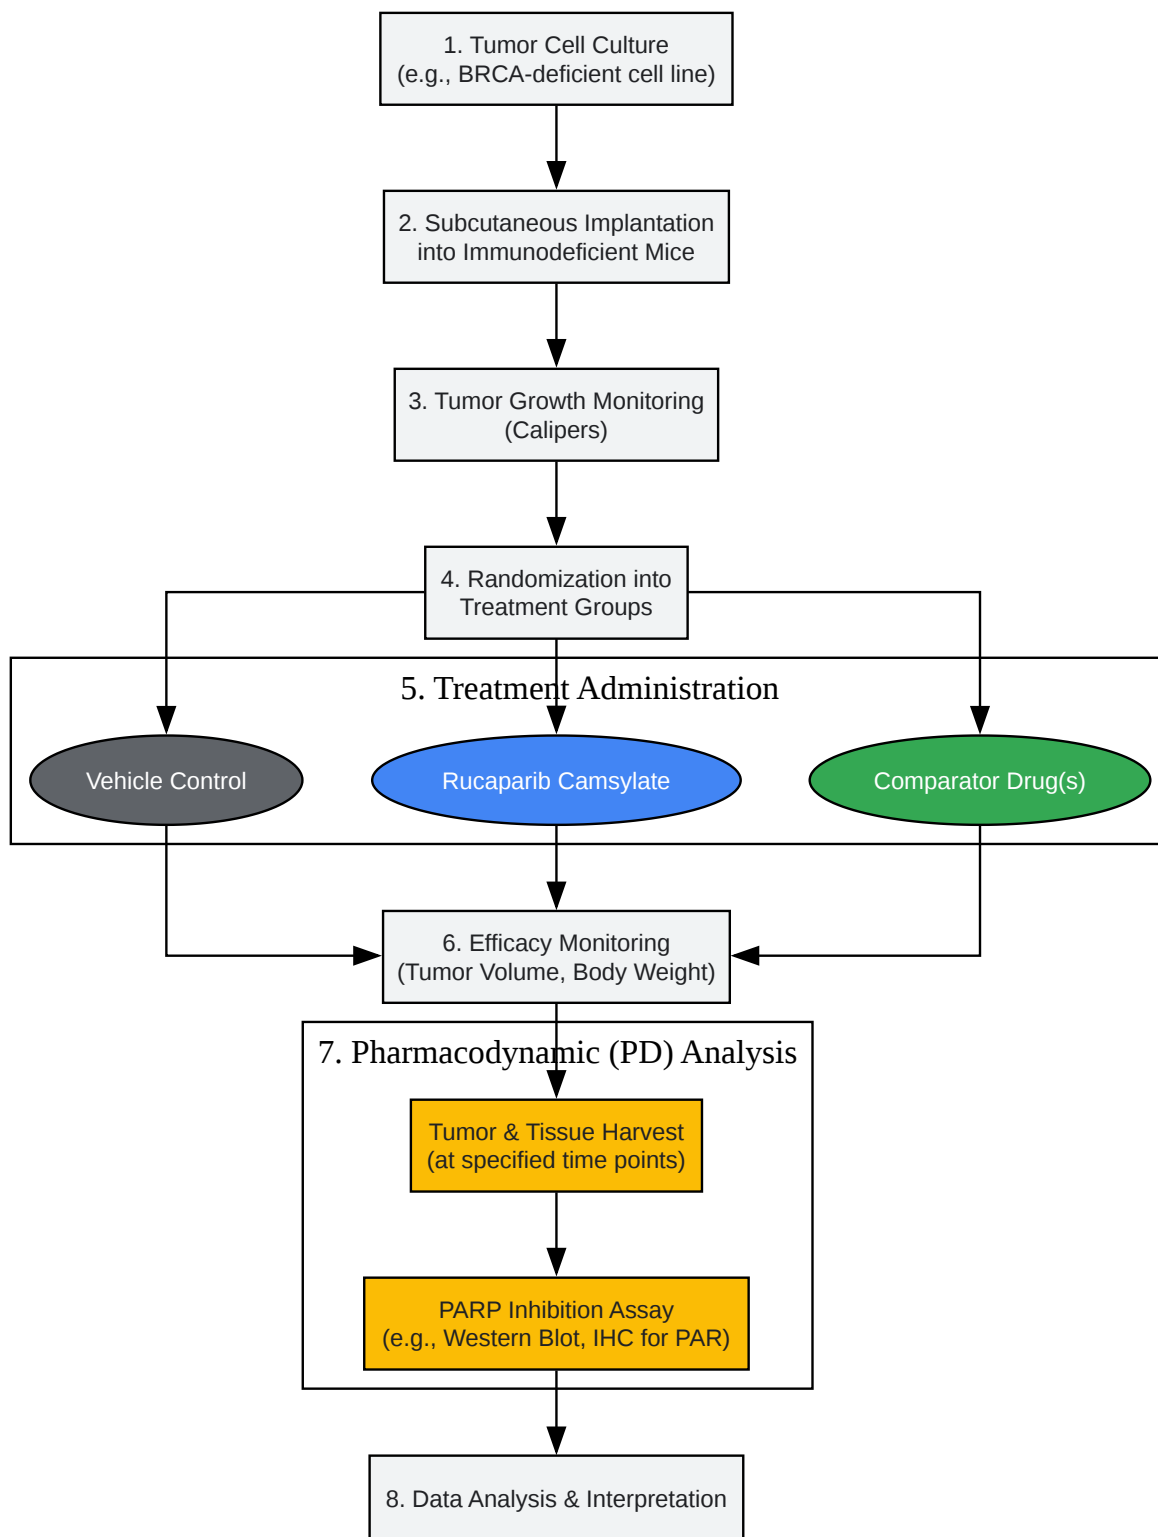 1. Tumor Cell Culture
(e.g., BRCA-deficient cell line)
2. Subcutaneous Implantation
into Immunodeficient Mice
3. Tumor Growth Monitoring
(Calipers)
4. Randomization into
Treatment Groups
5. Treatment Administration
Vehicle Control
Rucaparib Camsylate
Comparator Drug(s)
6. Efficacy Monitoring
(Tumor Volume, Body Weight)
7. Pharmacodynamic (PD) Analysis
Tumor & Tissue Harvest
(at specified time points)
PARP Inhibition Assay
(e.g., Western Blot, IHC for PAR)
8. Data Analysis & Interpretation